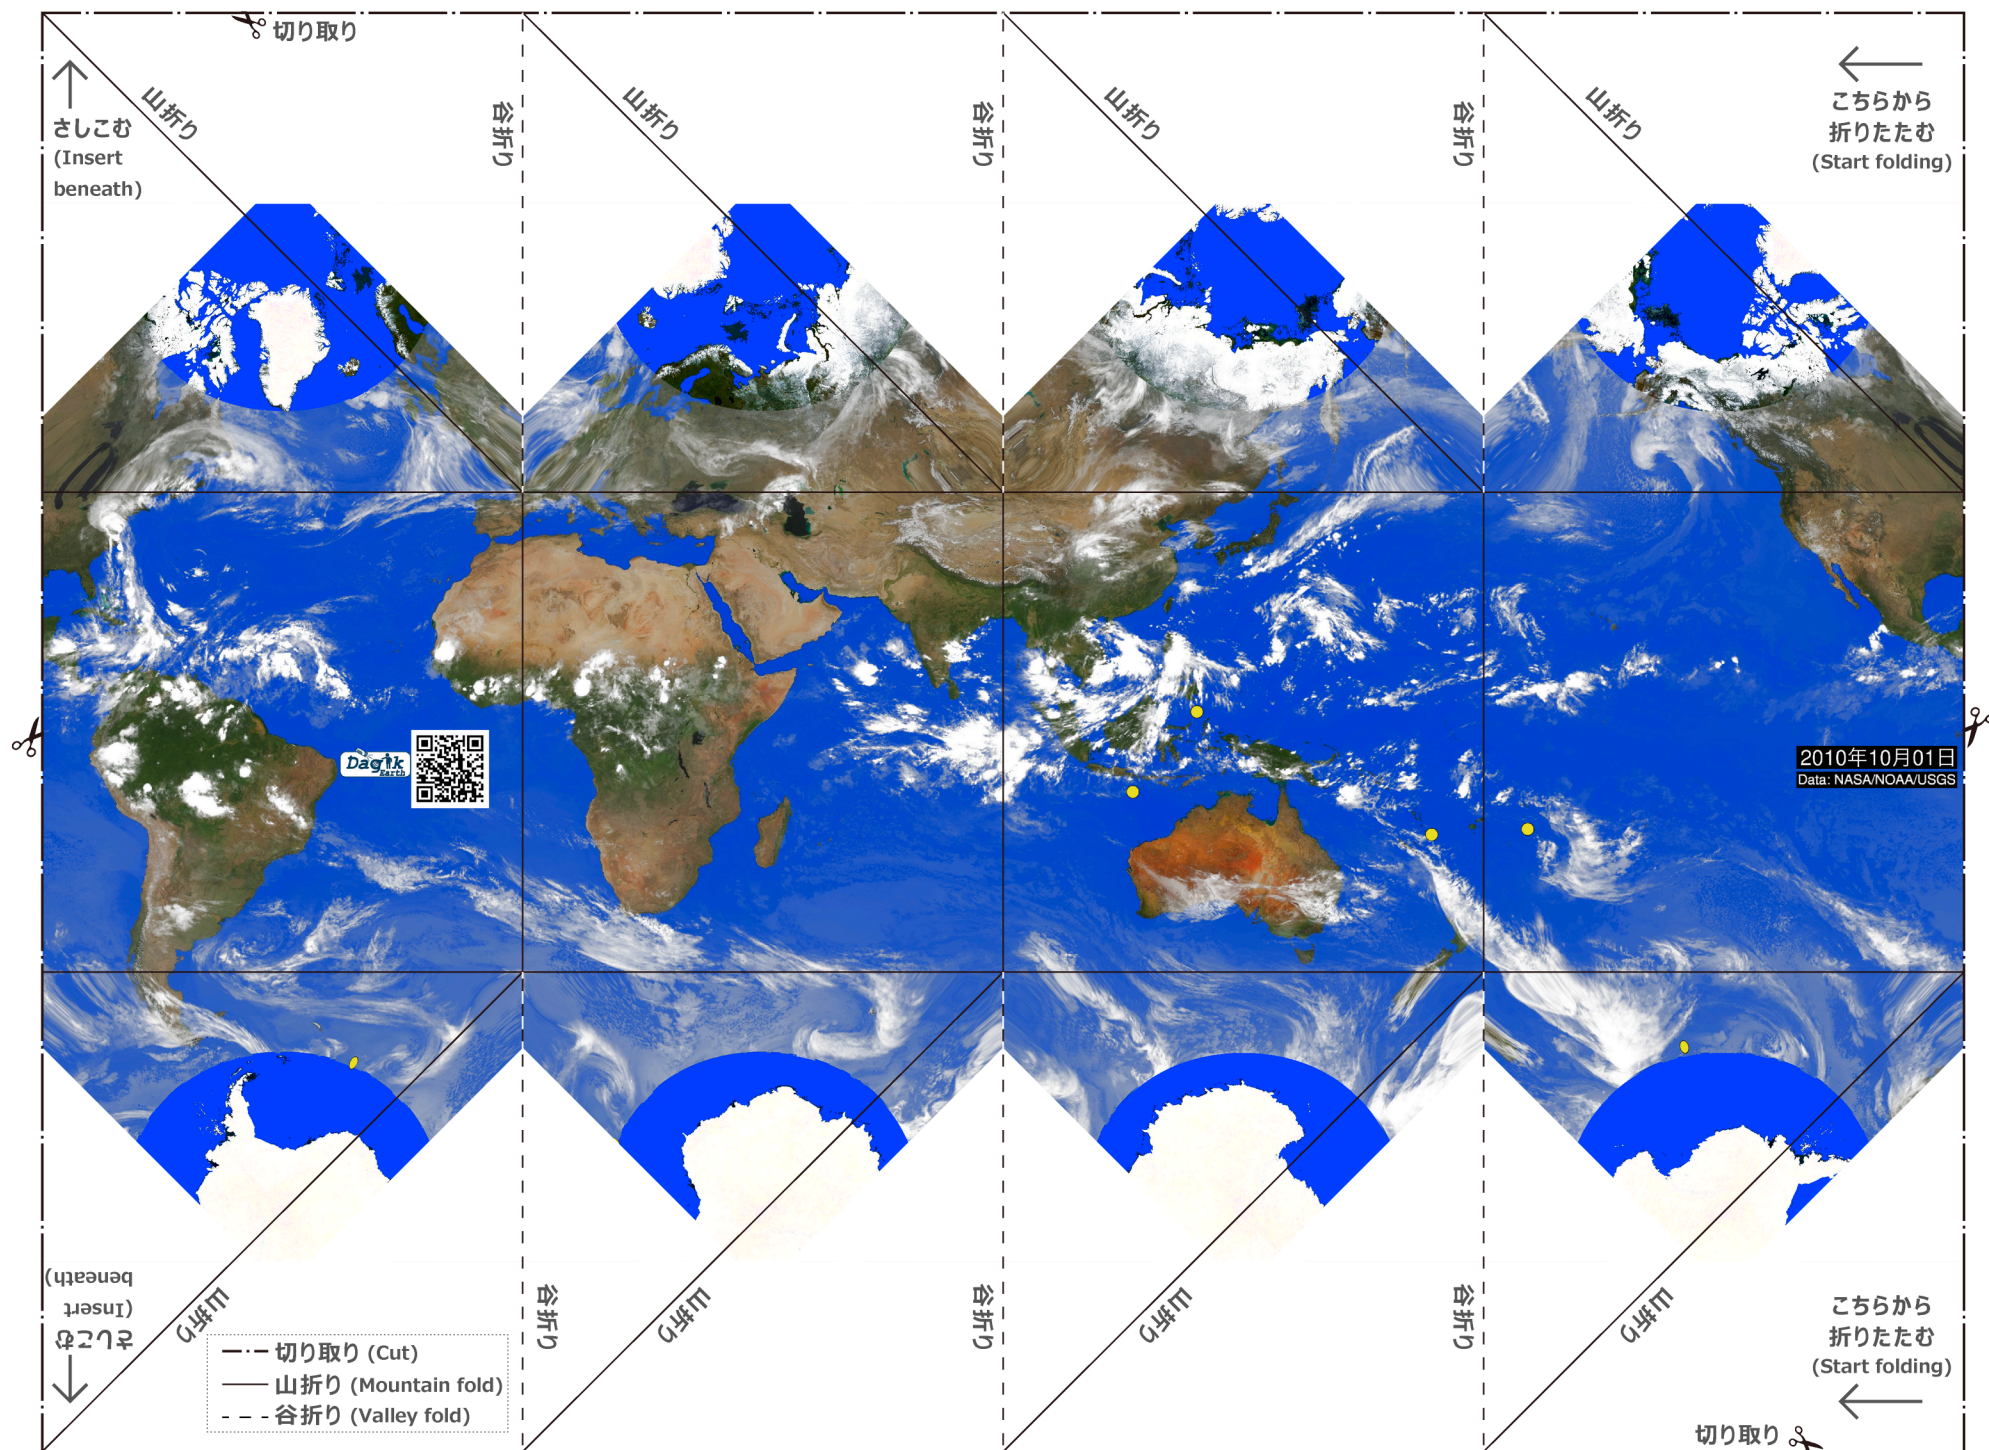 切り取り
さしこむ
(Insert
beneath)
山折り
谷折り
山折り
谷折り
山折り
谷折り
山折り
こちらから
折りたたむ
(Start folding)
Dagik
Earth
2010年10月01日
Data: NASA/NOAA/USGS
さしこむ
(Insert
beneath)
山折り
谷折り
山折り
谷折り
山折り
谷折り
山折り
こちらから
折りたたむ
(Start folding)
切り取り (Cut)
山折り (Mountain fold)
谷折り (Valley fold)
切り取り